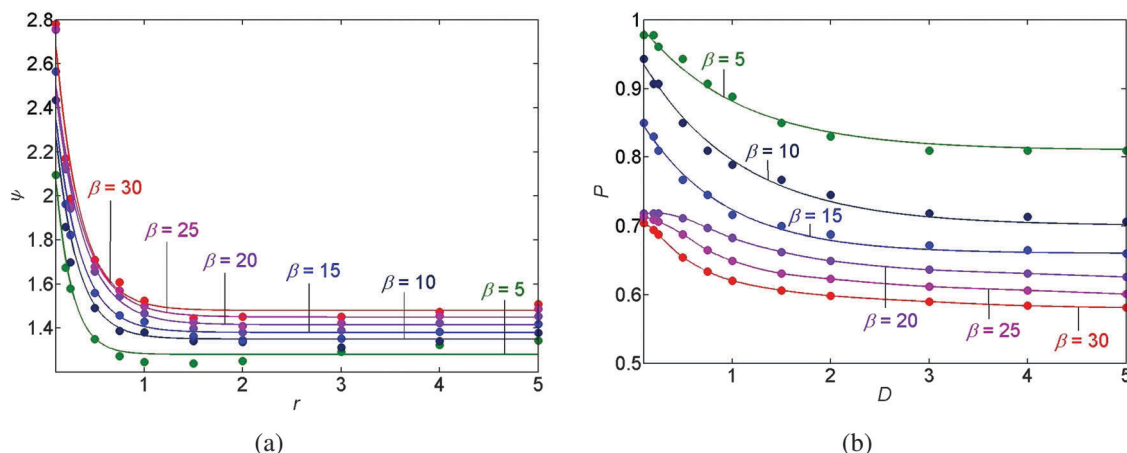 2.8
2.6
2.4
2.2
2
1.8
1.6
1.4
ψ
β = 30
β = 25
β = 20
β = 15
β = 10
β = 5
1 2 3 4 5
r
(a)
1
0.9
0.8
0.7
0.6
0.5
P
β = 5
β = 10
β = 15
β = 20
β = 25
β = 30
1 2 3 4 5
D
(b)